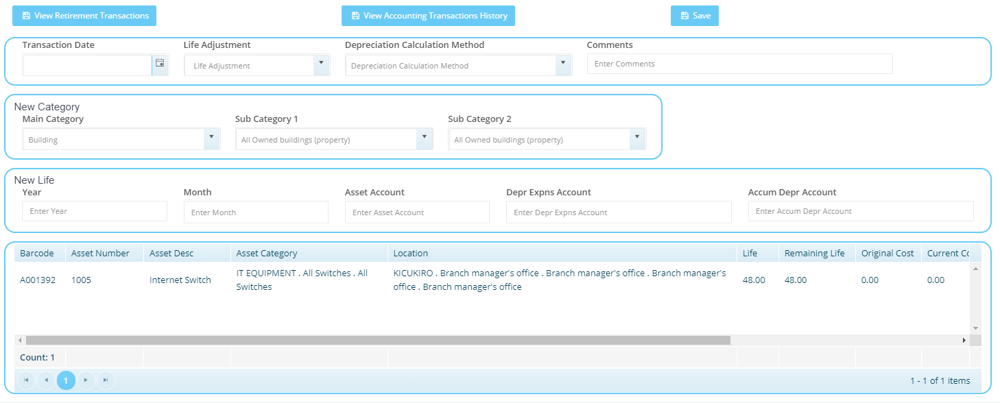 View Retirement Transactions
View Accounting Transactions History
Save
Transaction Date
Life Adjustment
Depreciation Calculation Method
Comments
Life Adjustment
Depreciation Calculation Method
Enter Comments
New Category
Main Category
Sub Category 1
Sub Category 2
Building
All Owned buildings (property)
All Owned buildings (property)
New Life
Year
Month
Asset Account
Depr Expns Account
Accum Depr Account
Enter Year
Enter Month
Enter Asset Account
Enter Depr Expns Account
Enter Accum Depr Account
Barcode
Asset Number
Asset Desc
Asset Category
Location
Life
Remaining Life
Original Cost
Current Cc
A001392
1005
Internet Switch
IT EQUIPMENT . All Switches . All
Switches
KICUKIRO . Branch manager's office . Branch manager's office . Branch manager's
office . Branch manager's office
48.00
48.00
0.00
0.00
Count: 1
1
1 - 1 of 1 items